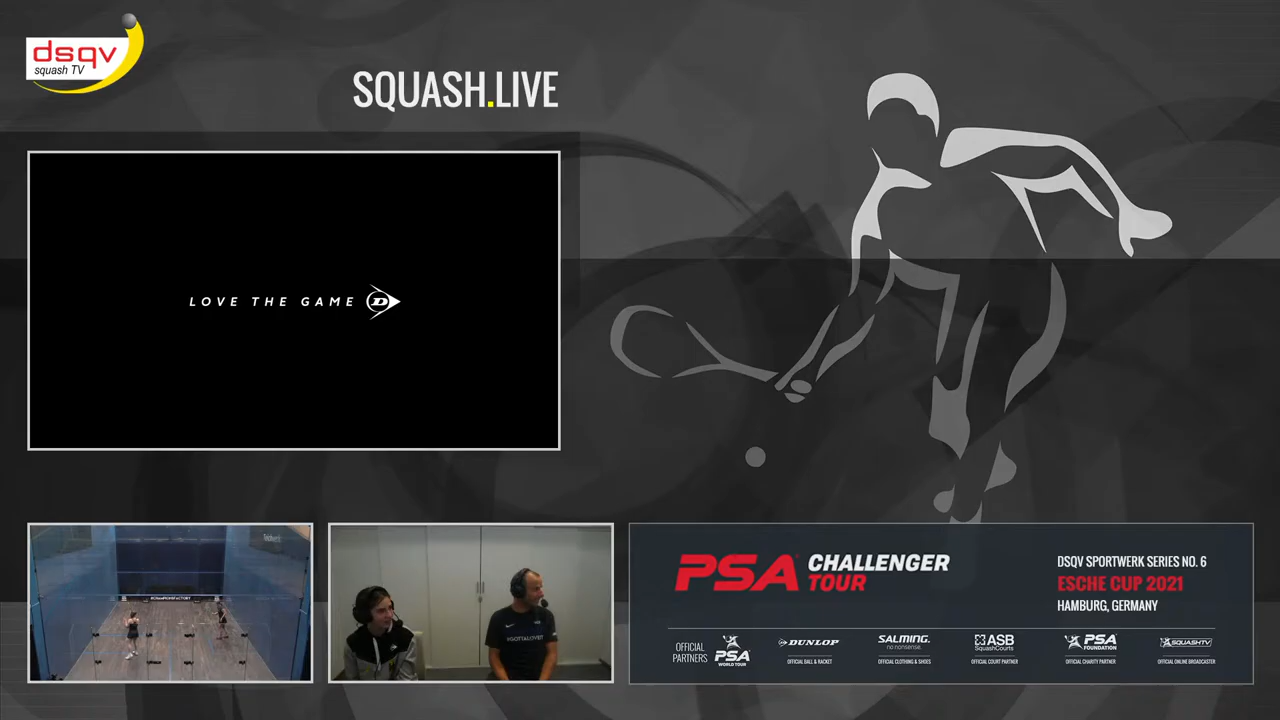 dsqv
squash TV
SQUASH.LIVE
LOVE THE GAME D
#CHAMPIONSFACTORY
#GOTTALOVEIT
PSA CHALLENGER
TOUR
DSQV SPORTWERK SERIES NO. 6
ESCHE CUP 2021
HAMBURG, GERMANY
OFFICIAL
PARTNERS
PSA
WORLD TOUR
DUNLOP
OFFICIAL BALL & RACKET
SALMING.
no nonsense.
OFFICIAL CLOTHING & SHOES
ASB
SquashCourts
OFFICIAL COURT PARTNER
PSA
FOUNDATION
OFFICIAL CHARITY PARTNER
SQUASHTV
OFFICIAL ONLINE BROADCASTER